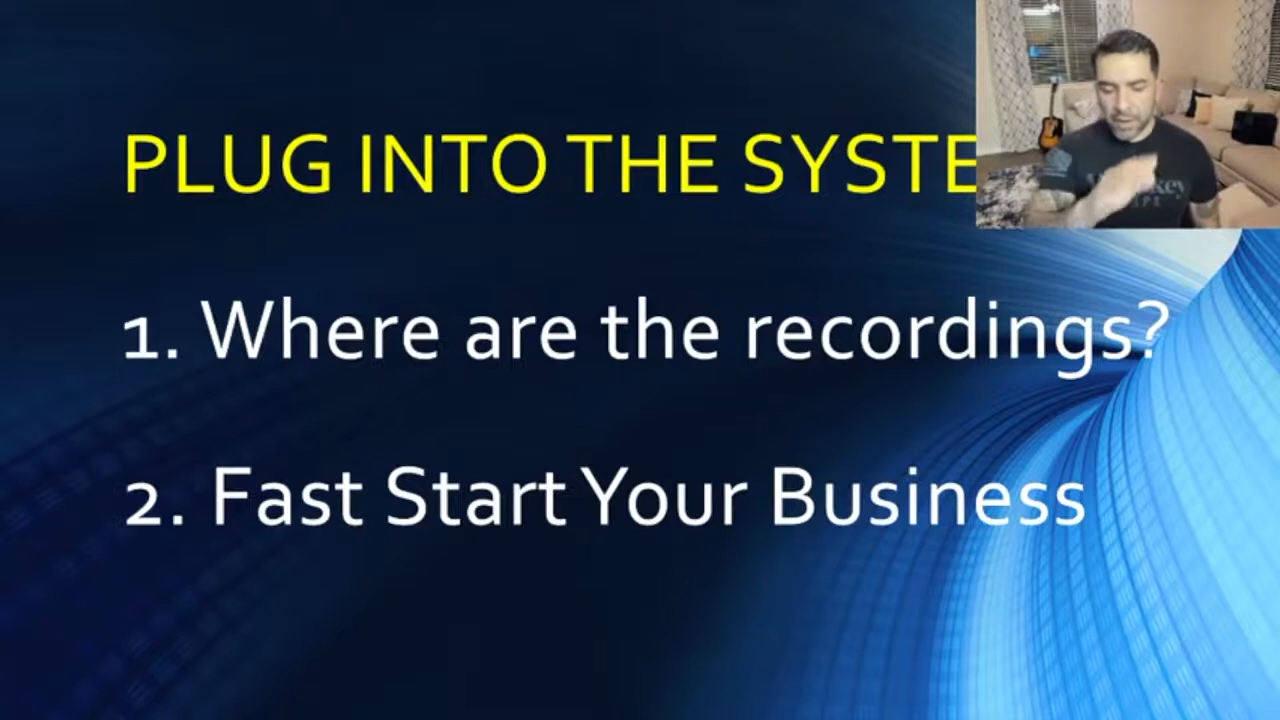 PLUG INTO THE SYSTE
1. Where are the recordings?
2. Fast Start Your Business